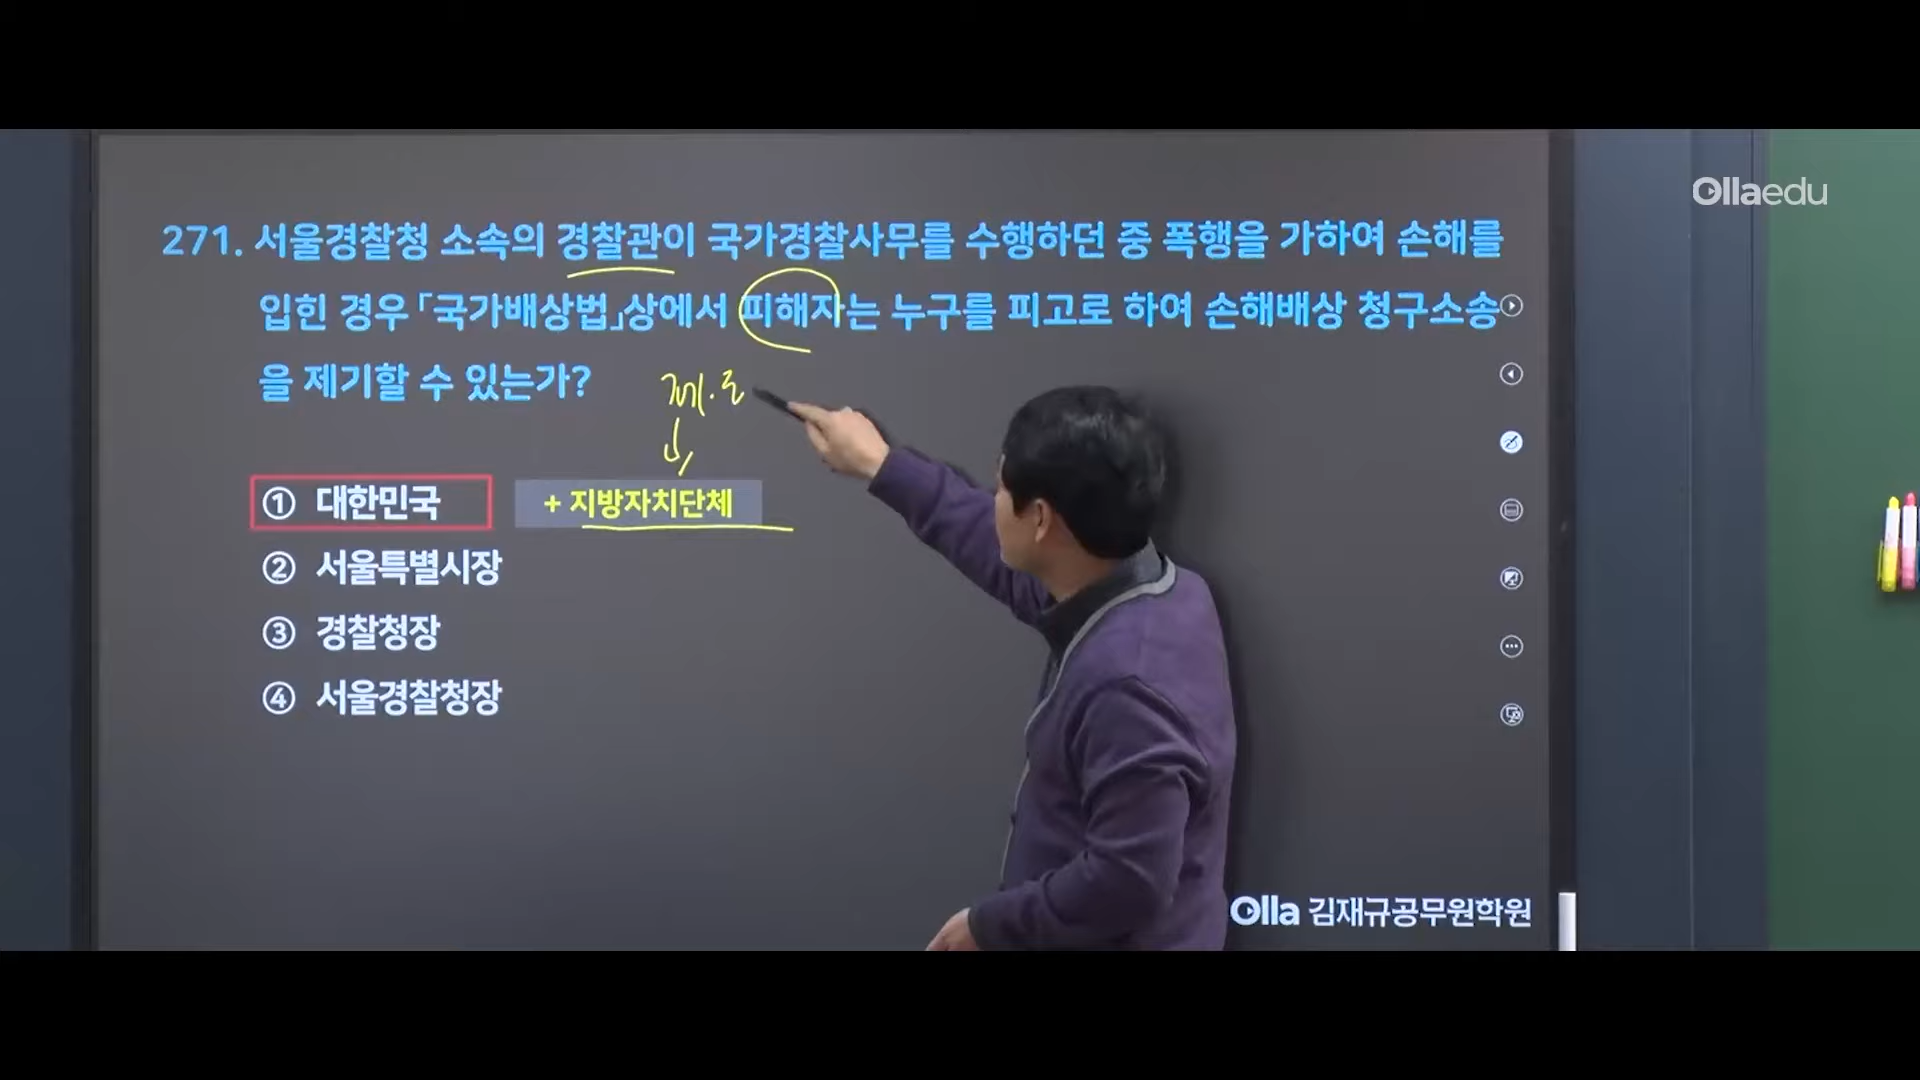 Ollaedu
271. 서울경찰청 소속의 경찰관이 국가경찰사무를 수행하던 중 폭행을 가하여 손해를
입힌 경우 「국가배상법」상에서 피해자는 누구를 피고로 하여 손해배상 청구소송
을 제기할 수 있는가?
① 대한민국 + 지방자치단체
② 서울특별시장
③ 경찰청장
④ 서울경찰청장
Olla 김재규공무원학원